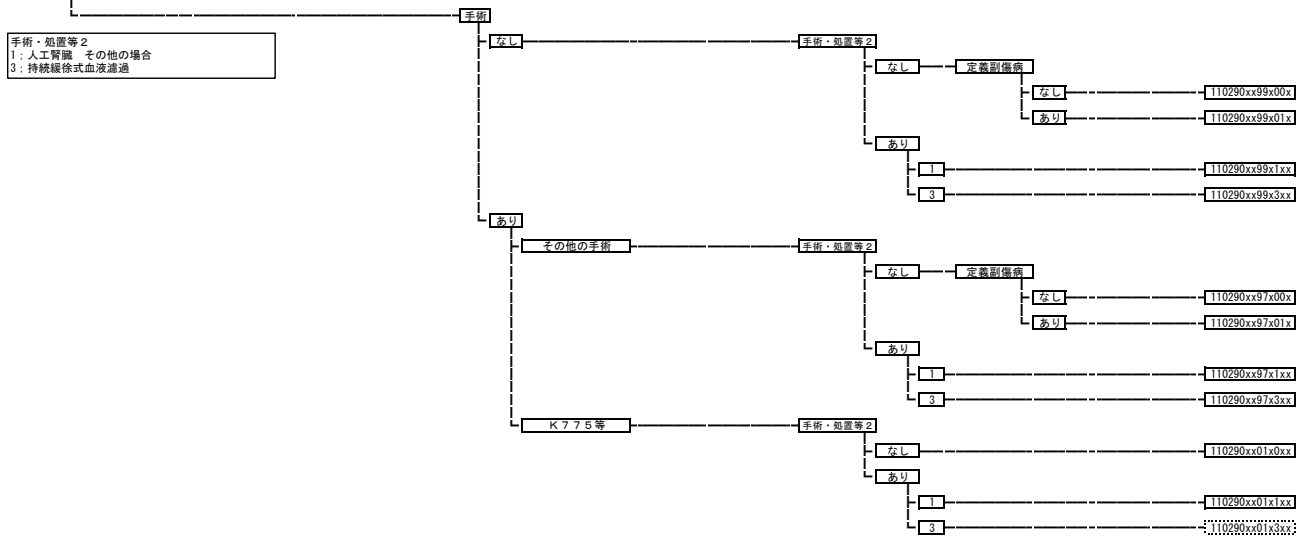 手術
手術・処置等2
1:人工腎臓　その他の場合
3:持続緩徐式血液濾過
なし
手術・処置等2
なし
定義副傷病
なし
110290xx99x00x
あり
110290xx99x01x
あり
1
110290xx99x1xx
3
110290xx99x3xx
あり
その他の手術
手術・処置等2
なし
定義副傷病
なし
110290xx97x00x
あり
110290xx97x01x
あり
1
110290xx97x1xx
3
110290xx97x3xx
K775等
手術・処置等2
なし
110290xx01x0xx
あり
1
110290xx01x1xx
3
110290xx01x3xx